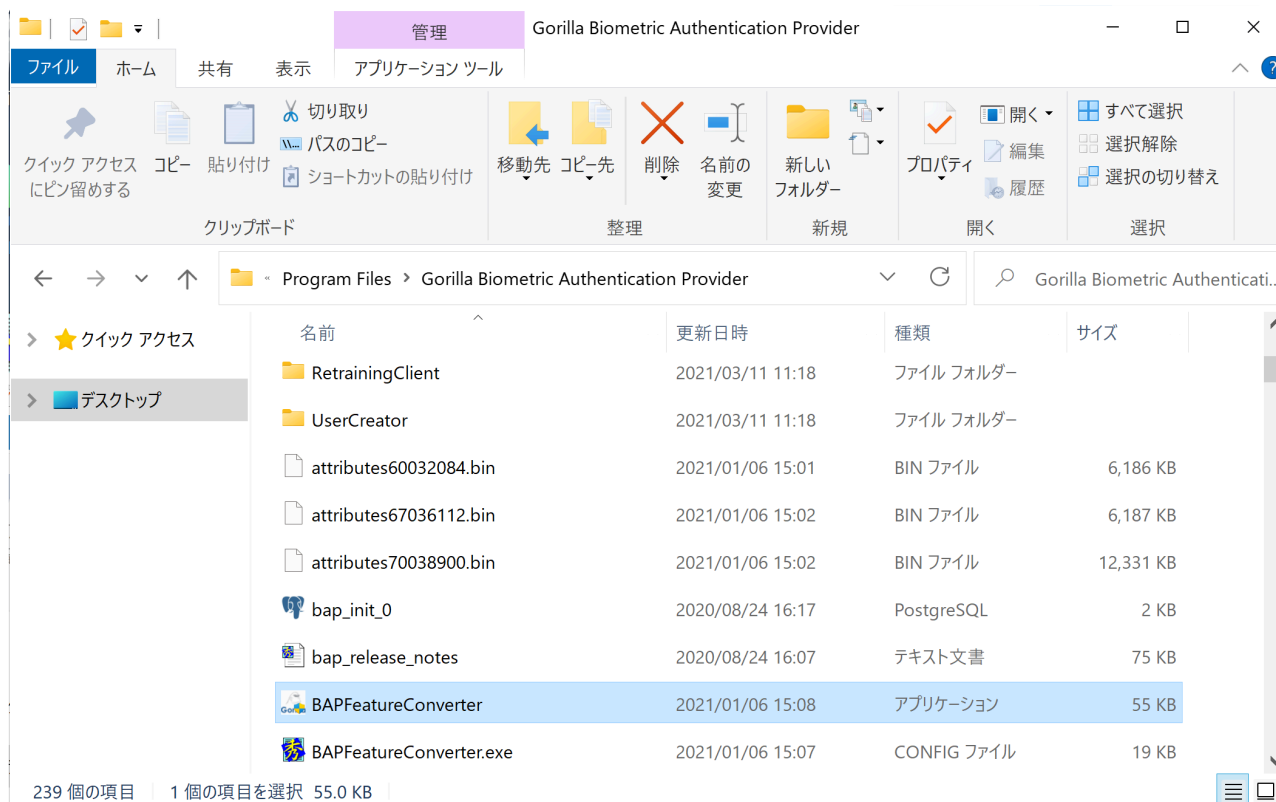 管理
Gorilla Biometric Authentication Provider
ファイル
ホーム
共有
表示
アプリケーション ツール
?
クイック アクセス
にピン留めする
コピー
貼り付け
切り取り
パスのコピー
ショートカットの貼り付け
クリップボード
移動先
コピー先
削除
名前の
変更
整理
新しい
フォルダー
新規
プロパティ
開く
編集
履歴
開く
すべて選択
選択解除
選択の切り替え
選択
« Program Files › Gorilla Biometric Authentication Provider
Gorilla Biometric Authenticati...
クイック アクセス
デスクトップ
名前 更新日時 種類 サイズ
RetrainingClient 2021/03/11 11:18 ファイル フォルダー
UserCreator 2021/03/11 11:18 ファイル フォルダー
attributes60032084.bin 2021/01/06 15:01 BIN ファイル 6,186 KB
attributes67036112.bin 2021/01/06 15:02 BIN ファイル 6,187 KB
attributes70038900.bin 2021/01/06 15:02 BIN ファイル 12,331 KB
bap_init_0 2020/08/24 16:17 PostgreSQL 2 KB
bap_release_notes 2020/08/24 16:07 テキスト文書 75 KB
BAPFeatureConverter 2021/01/06 15:08 アプリケーション 55 KB
BAPFeatureConverter.exe 2021/01/06 15:07 CONFIG ファイル 19 KB
239 個の項目 1 個の項目を選択 55.0 KB